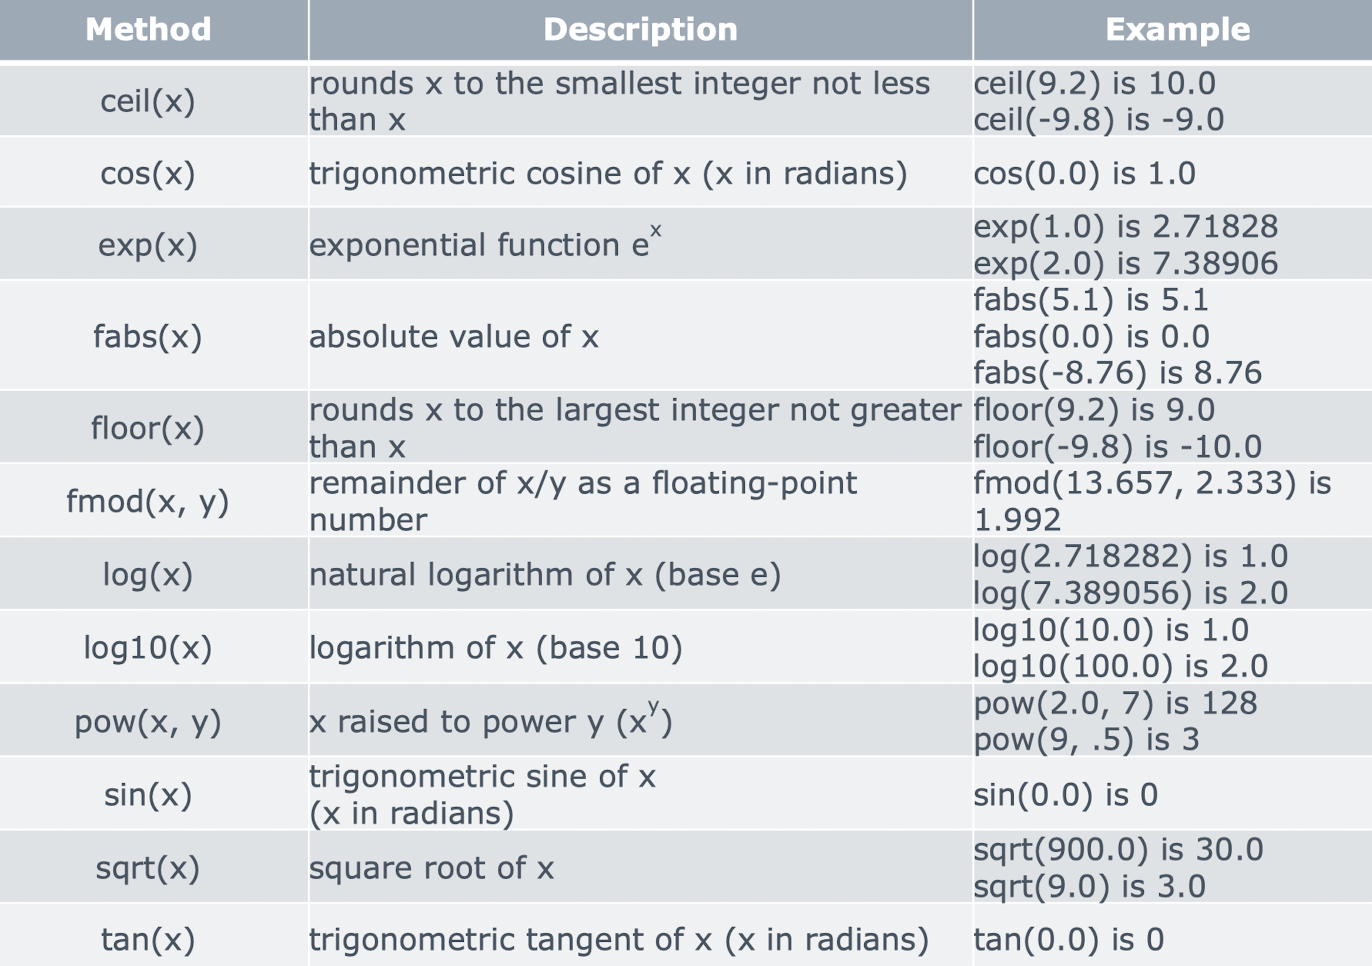 Method Description Example
ceil(x)
rounds x to the smallest integer not less
than x
ceil(9.2) is 10.0
ceil(-9.8) is -9.0
cos(x)
trigonometric cosine of x (x in radians)
cos(0.0) is 1.0
exp(x)
exponential function eˣ
exp(1.0) is 2.71828
exp(2.0) is 7.38906
fabs(x)
absolute value of x
fabs(5.1) is 5.1
fabs(0.0) is 0.0
fabs(-8.76) is 8.76
floor(x)
rounds x to the largest integer not greater
than x
floor(9.2) is 9.0
floor(-9.8) is -10.0
fmod(x, y)
remainder of x/y as a floating-point
number
fmod(13.657, 2.333) is
1.992
log(x)
natural logarithm of x (base e)
log(2.718282) is 1.0
log(7.389056) is 2.0
log10(x)
logarithm of x (base 10)
log10(10.0) is 1.0
log10(100.0) is 2.0
pow(x, y)
x raised to power y (xʸ)
pow(2.0, 7) is 128
pow(9, .5) is 3
sin(x)
trigonometric sine of x
(x in radians)
sin(0.0) is 0
sqrt(x)
square root of x
sqrt(900.0) is 30.0
sqrt(9.0) is 3.0
tan(x)
trigonometric tangent of x (x in radians)
tan(0.0) is 0